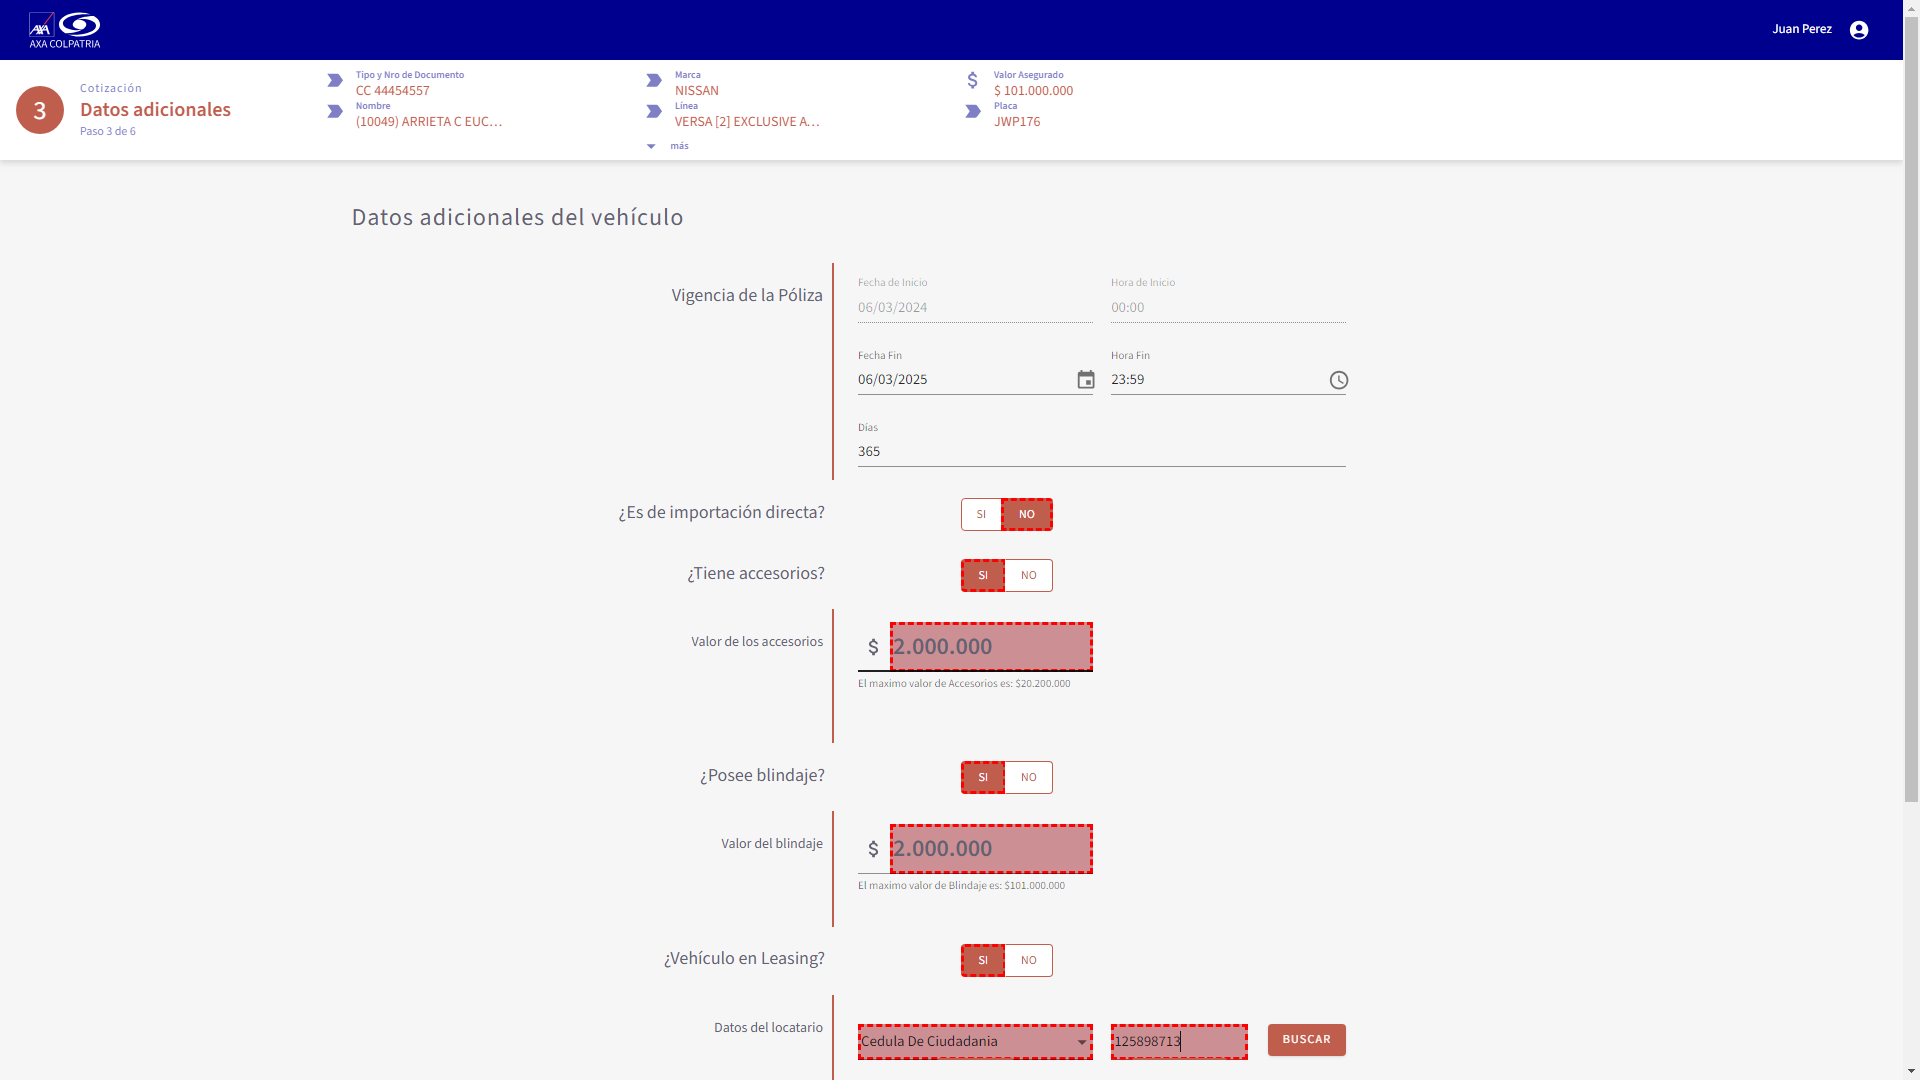 AXA
AXA COLPATRIA
Juan Perez
3
Cotización
Datos adicionales
Paso 3 de 6
Tipo y Nro de Documento
CC 44454557
Nombre
(10049) ARRIETA C EUC...
Marca
NISSAN
Línea
VERSA [2] EXCLUSIVE A...
más
$ Valor Asegurado
$ 101.000.000
Placa
JWP176
Datos adicionales del vehículo
Vigencia de la Póliza
Fecha de Inicio
06/03/2024
Hora de Inicio
00:00
Fecha Fin
06/03/2025
Hora Fin
23:59
Días
365
¿Es de importación directa?
SI NO
¿Tiene accesorios?
SI NO
Valor de los accesorios
$ 2.000.000
El maximo valor de Accesorios es: $20.200.000
¿Posee blindaje?
SI NO
Valor del blindaje
$ 2.000.000
El maximo valor de Blindaje es: $101.000.000
¿Vehículo en Leasing?
SI NO
Datos del locatario
Cedula De Ciudadania
125898713
BUSCAR